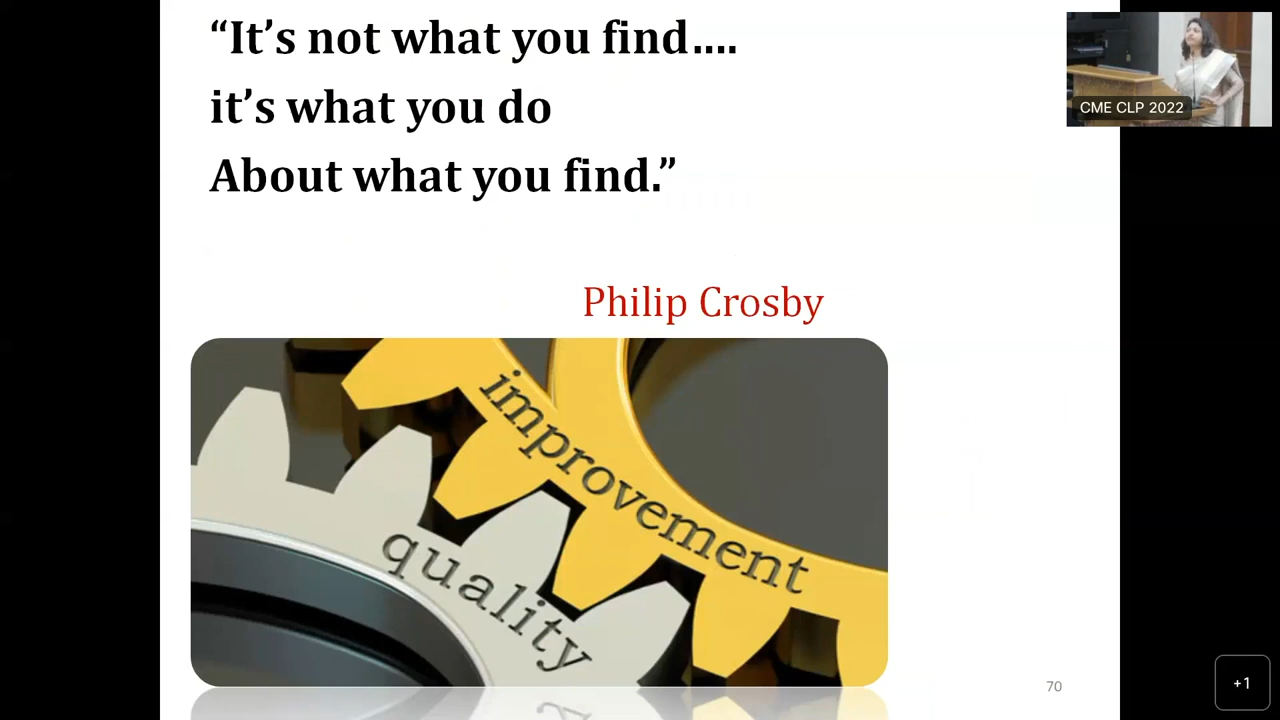 “It’s not what you find....
it’s what you do
About what you find.”
Philip Crosby
improvement
quality
70
CME CLP 2022
+1